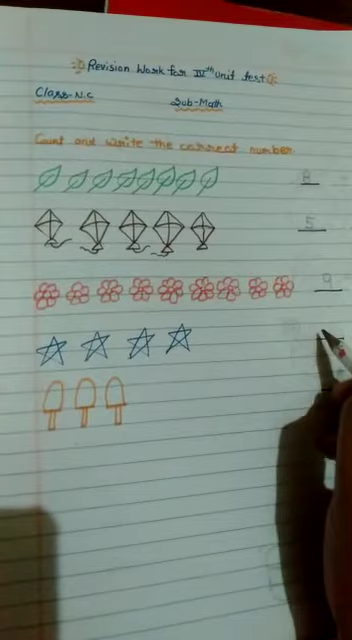 Revision Work for IVth Unit Test
Class-N.C
Sub-Math
Count and write the correct number
8
5
9